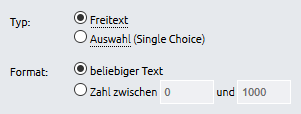 Typ: Freitext
Auswahl (Single Choice)
Format: beliebiger Text
Zahl zwischen 0 und 1000